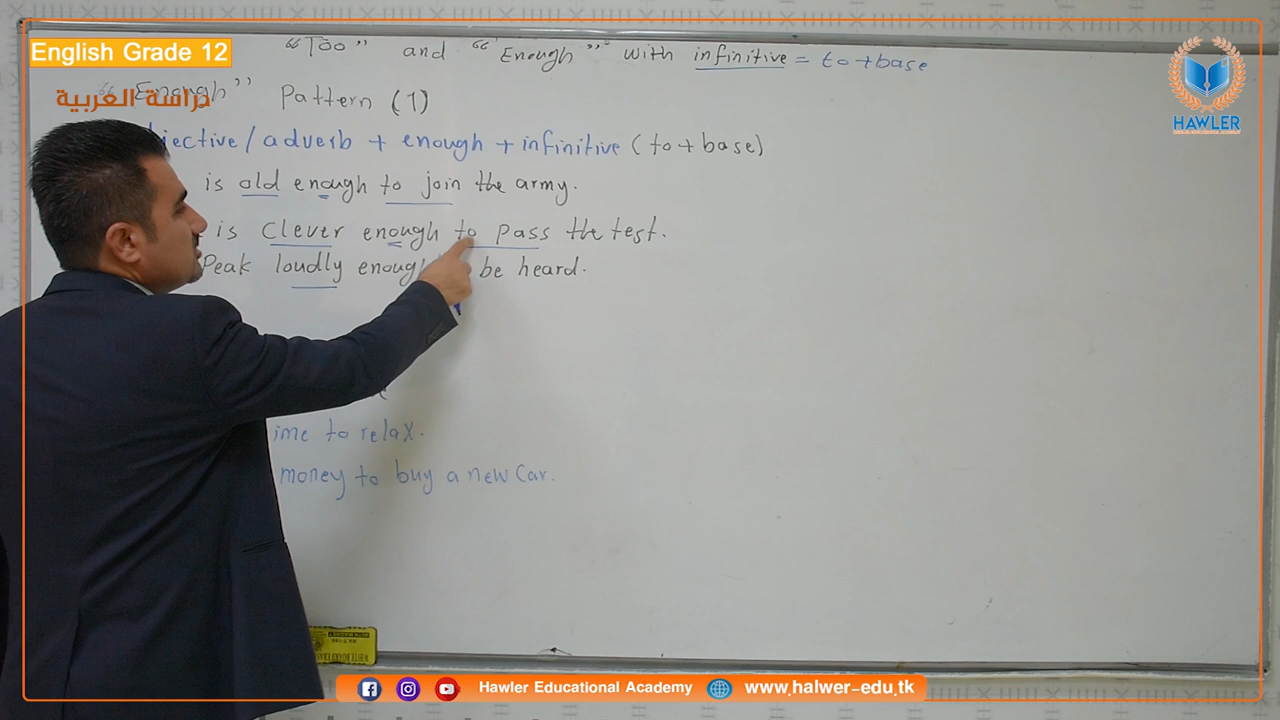 English Grade 12
"Too" and "Enough" with infinitive = to + base
"Enough" Pattern (1)
دراسة العربية
HAWLER
jective / adverb + enough + infinitive (to + base)
is old enough to join the army.
is clever enough to pass the test.
Peak loudly enough be heard.
ime to relax.
money to buy a new car.
Hawler Educational Academy www.halwer-edu.tk